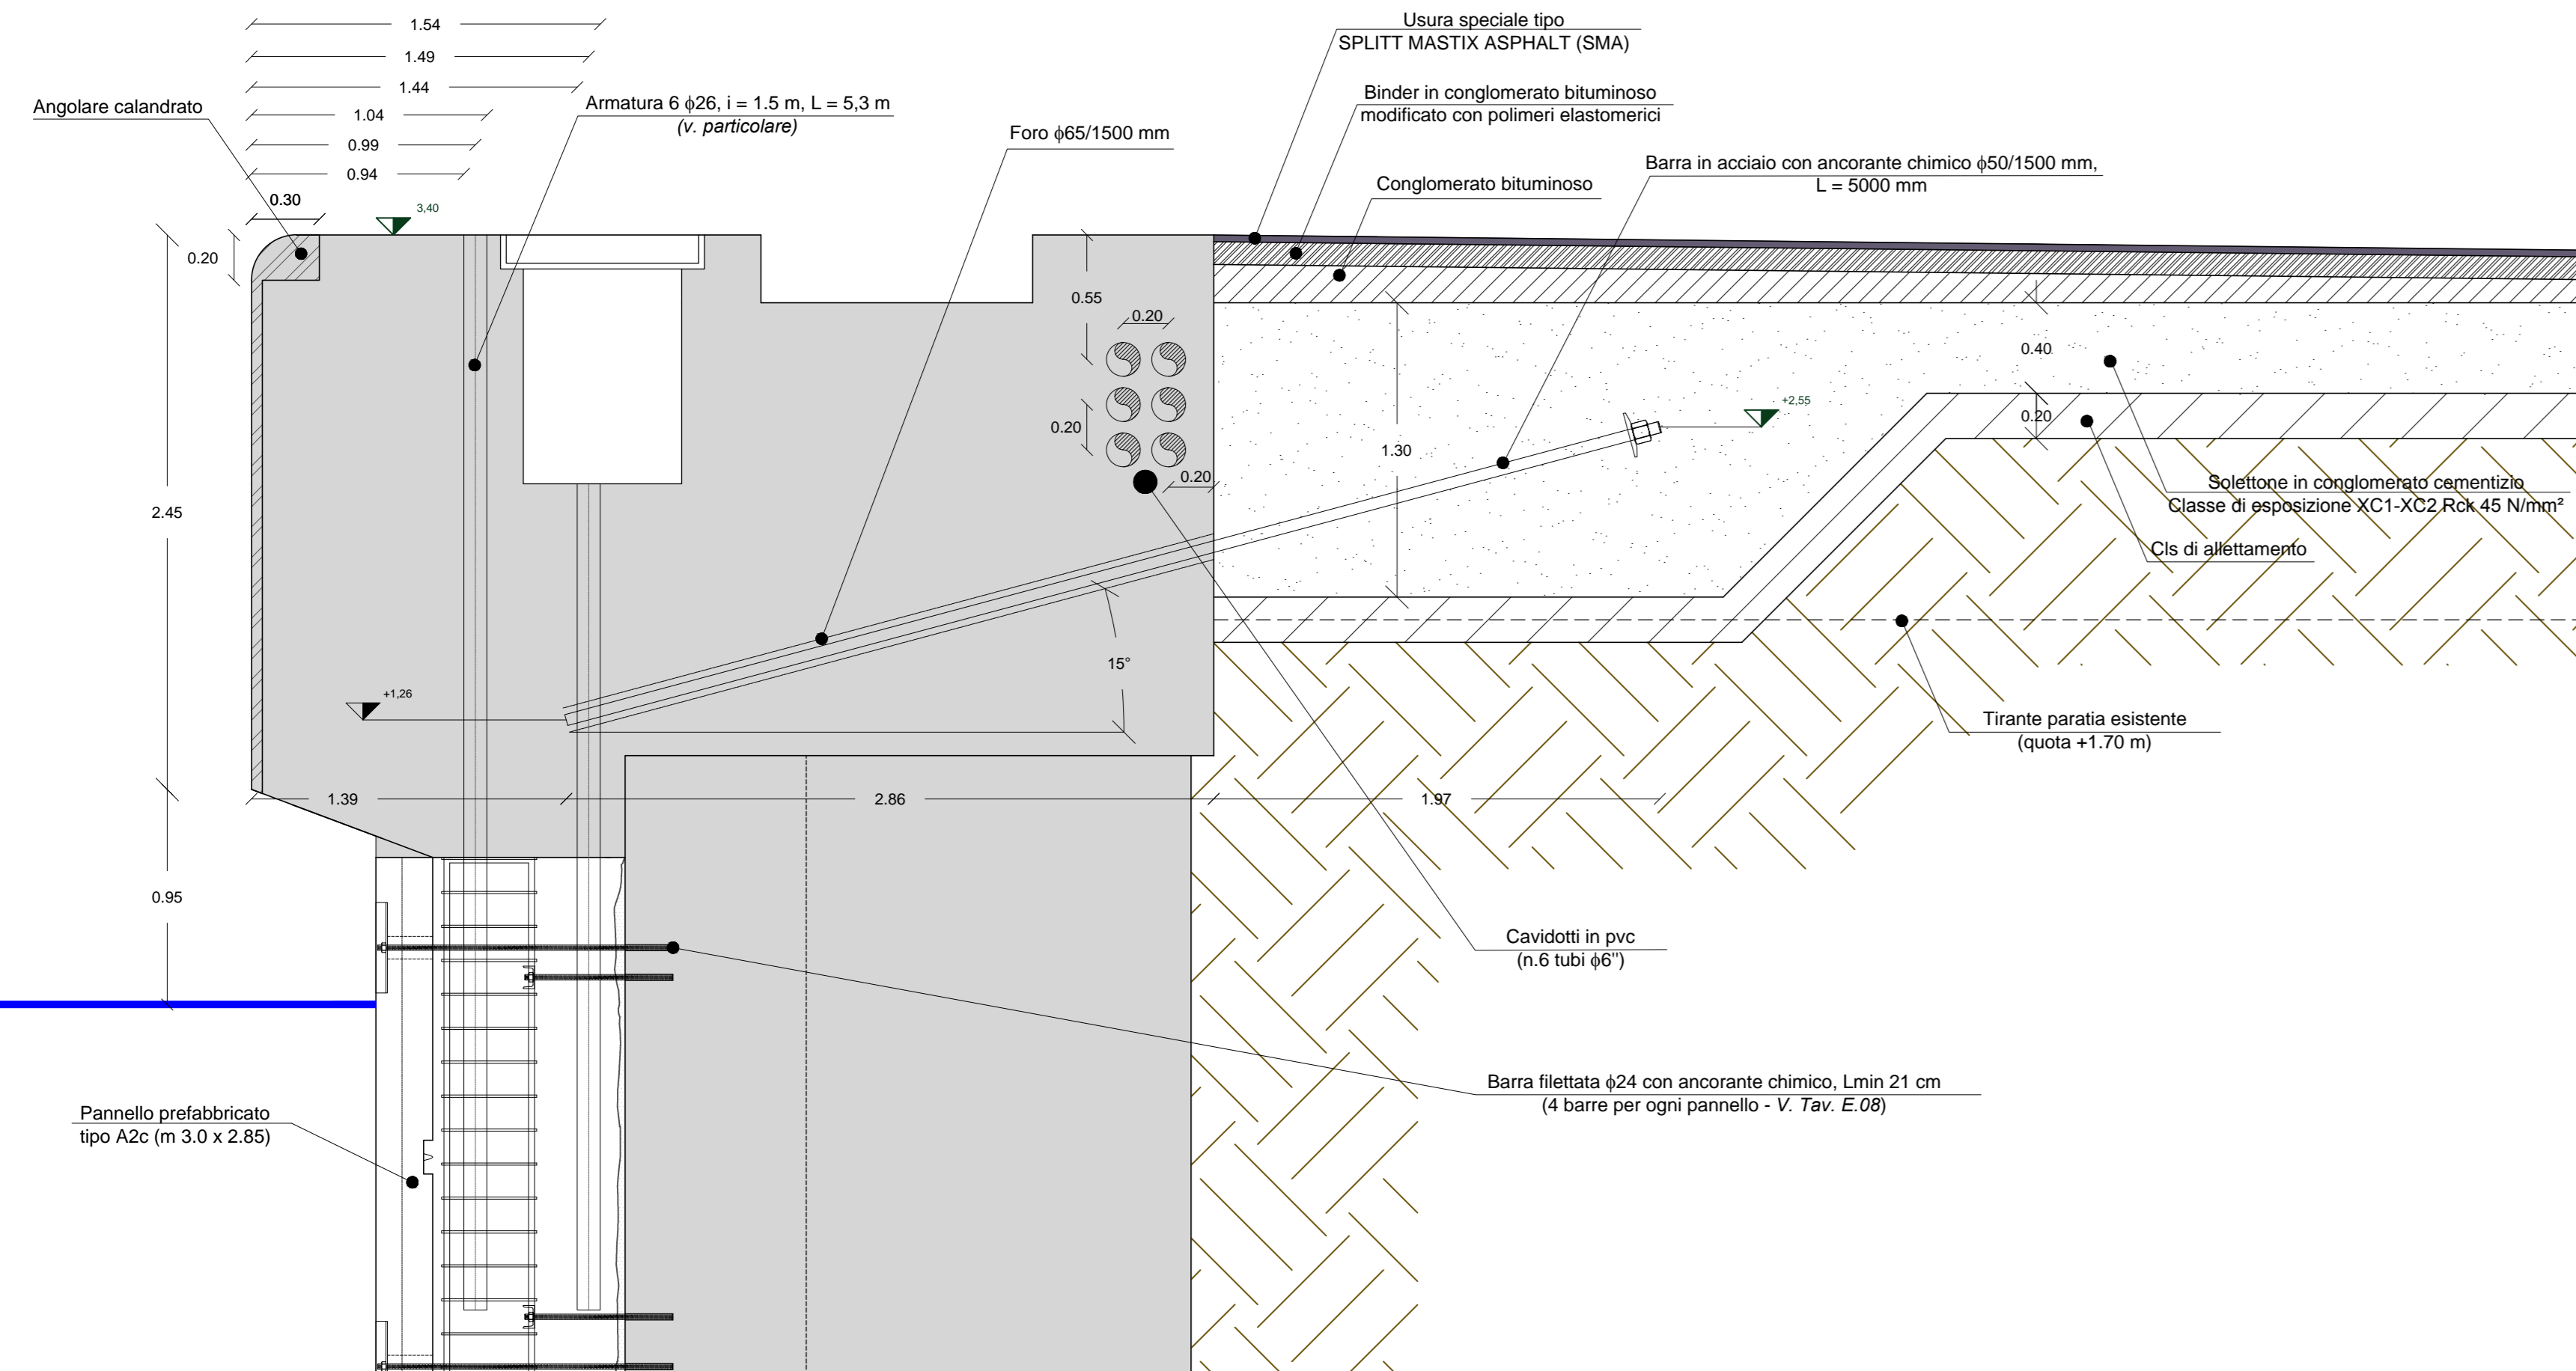 1.54
1.49
1.44
1.04
0.99
0.94
0.30
0.20
3,40
Angolare calandrato
Armatura 6 ϕ26, i = 1.5 m, L = 5,3 m
(v. particolare)
Foro ϕ65/1500 mm
Usura speciale tipo
SPLITT MASTIX ASPHALT (SMA)
Binder in conglomerato bituminoso
modificato con polimeri elastomerici
Conglomerato bituminoso
Barra in acciaio con ancorante chimico ϕ50/1500 mm,
L = 5000 mm
0.55
0.20
0.20
0.20
1.30
0.40
0.20
+2,55
2.45
Solettone in conglomerato cementizio
Classe di esposizione XC1-XC2 Rck 45 N/mm²
Cls di allettamento
15°
+1,26
Tirante paratia esistente
(quota +1.70 m)
1.39
2.86
1.97
0.95
Cavidotti in pvc
(n.6 tubi ϕ6")
Barra filettata ϕ24 con ancorante chimico, Lmin 21 cm
(4 barre per ogni pannello - V. Tav. E.08)
Pannello prefabbricato
tipo A2c (m 3.0 x 2.85)